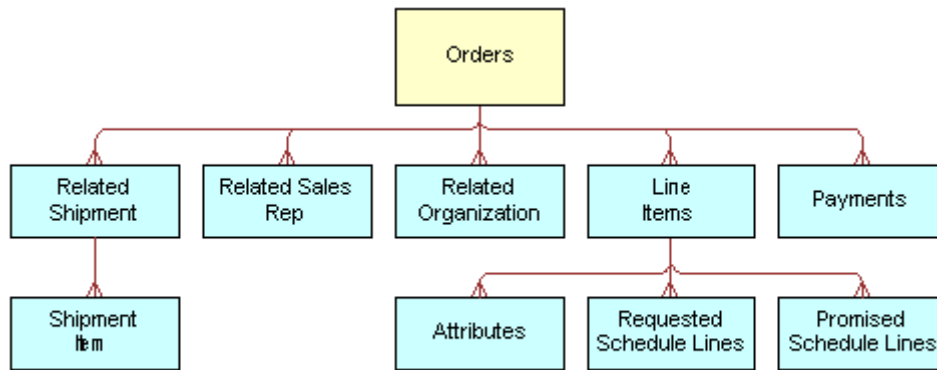 Orders
Related
Shipment
Related Sales
Rep
Related
Organization
Line
Items
Payments
Shipment
Item
Attributes
Requested
Schedule Lines
Promised
Schedule Lines